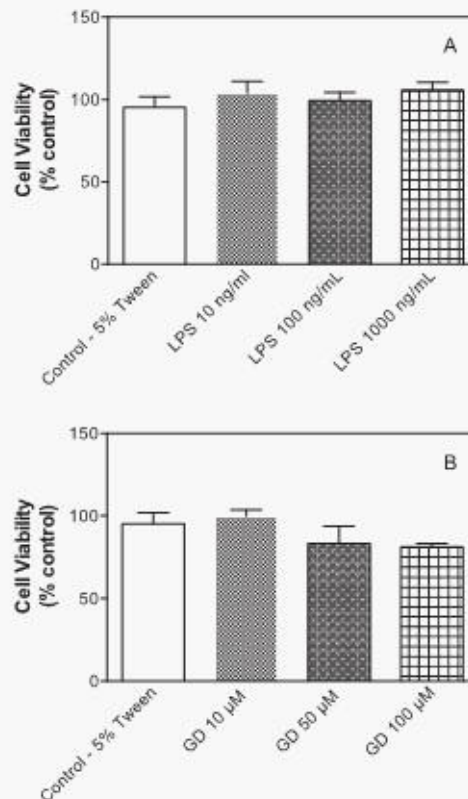 A
Cell Viability
(% control)
150
100
50
0
Control - 5% Tween
LPS 10 ng/ml
LPS 100 ng/mL
LPS 1000 ng/mL
B
Cell Viability
(% control)
150
100
50
0
Control - 5% Tween
GD 10 µM
GD 50 µM
GD 100 µM